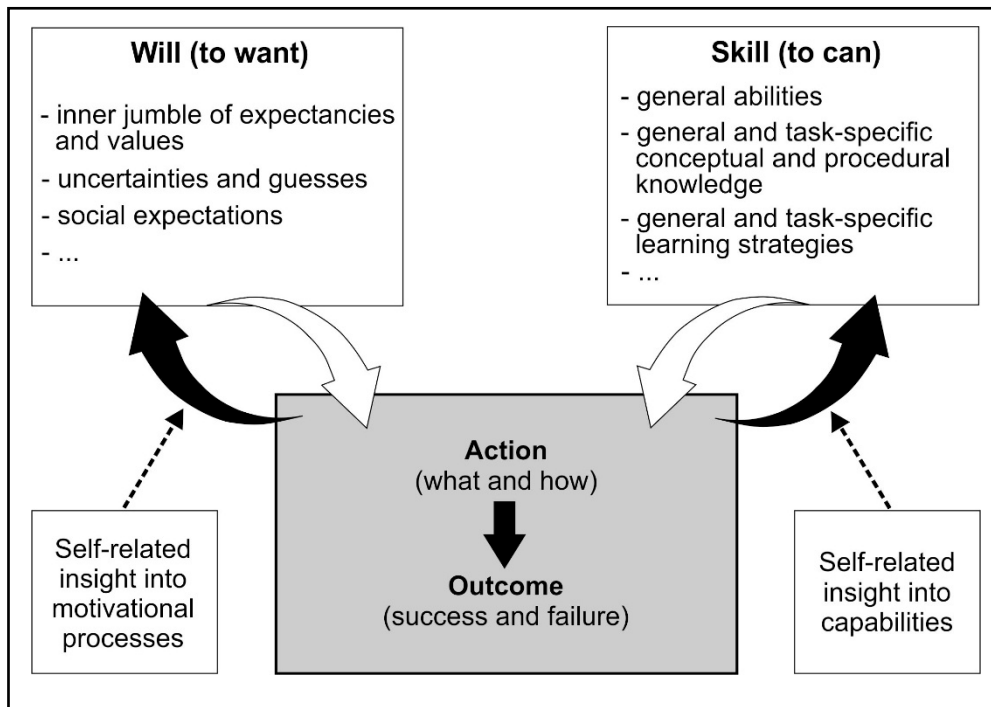 Will (to want)
- inner jumble of expectancies
and values
- uncertainties and guesses
- social expectations
- ...
Skill (to can)
- general abilities
- general and task-specific
conceptual and procedural
knowledge
- general and task-specific
learning strategies
- ...
Action
(what and how)
Outcome
(success and failure)
Self-related
insight into
motivational
processes
Self-related
insight into
capabilities